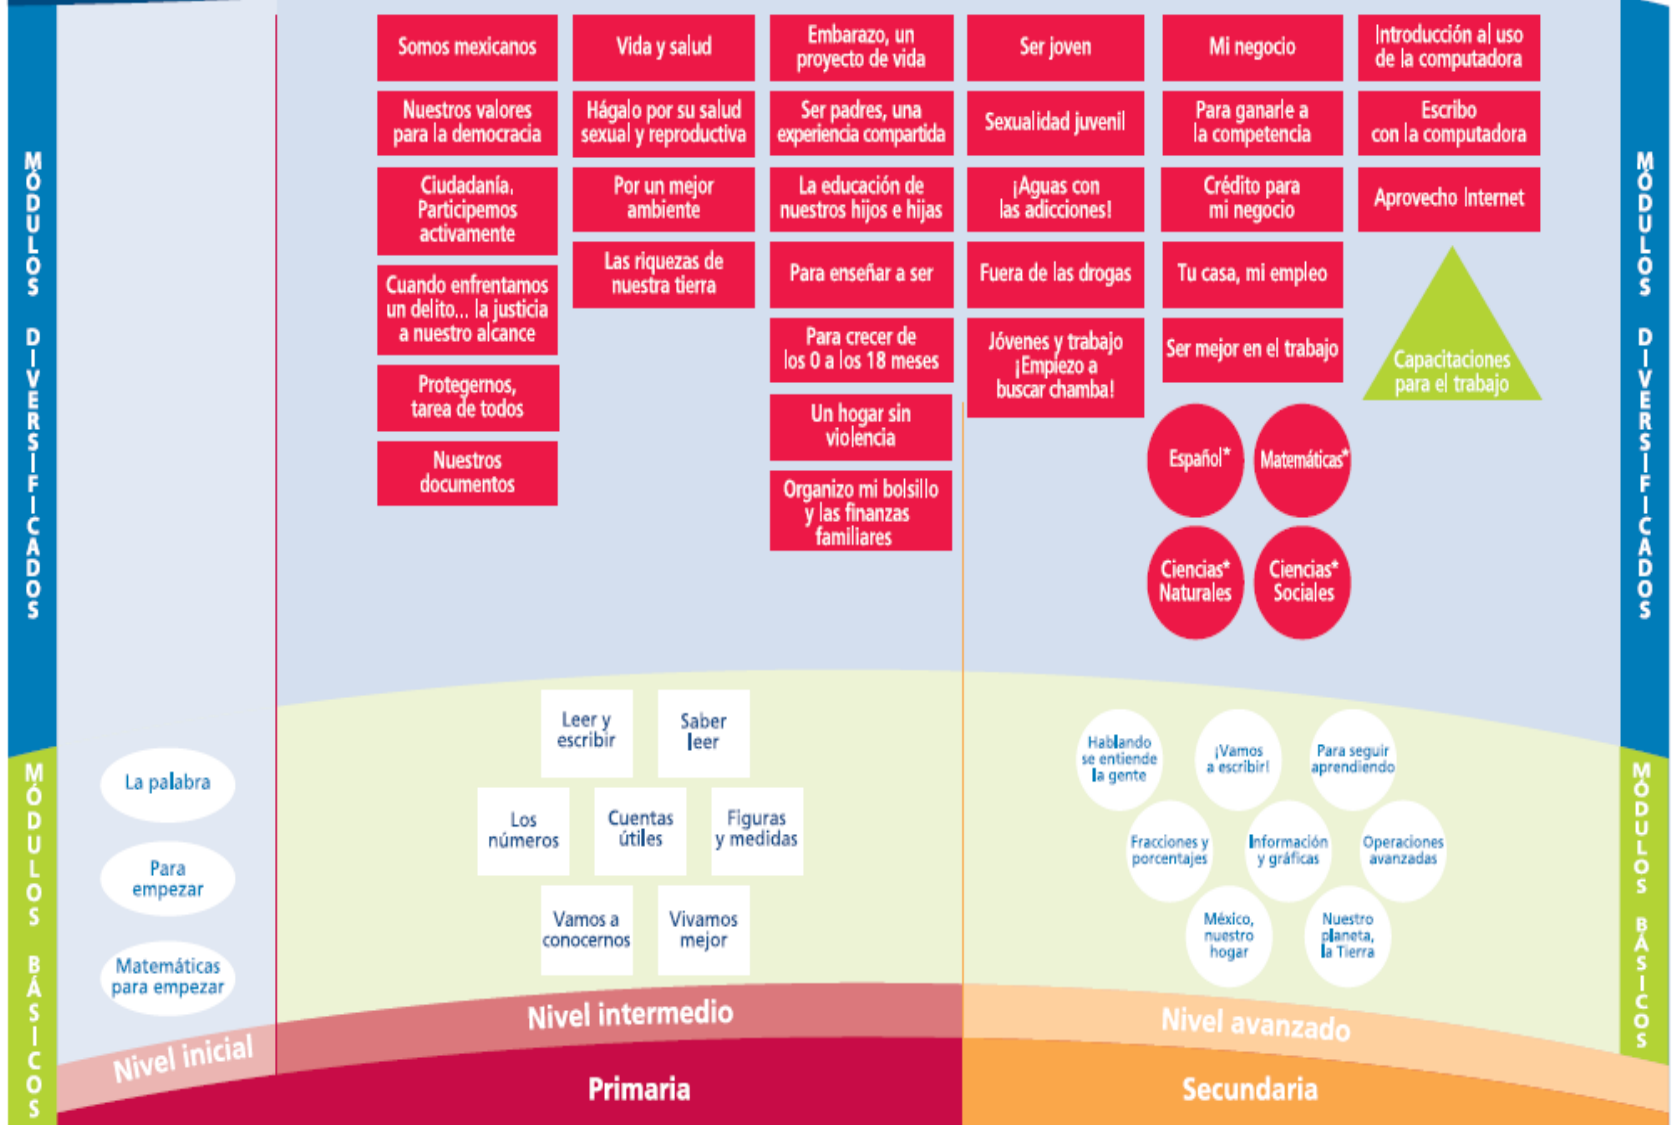 MÓDULOS DIVERSIFICADOS
MÓDULOS BÁSICOS
Somos mexicanos
Nuestros valores
para la democracia
Ciudadanía.
Participemos
activamente
Cuando enfrentamos
un delito... la justicia
a nuestro alcance
Protegernos,
tarea de todos
Nuestros
documentos
Vida y salud
Hágalo por su salud
sexual y reproductiva
Por un mejor
ambiente
Las riquezas de
nuestra tierra
Embarazo, un
proyecto de vida
Ser padres, una
experiencia compartida
La educación de
nuestros hijos e hijas
Para enseñar a ser
Para crecer de
los 0 a los 18 meses
Un hogar sin
violencia
Organizo mi bolsillo
y las finanzas
familiares
Ser joven
Sexualidad juvenil
¡Aguas con
las adicciones!
Fuera de las drogas
Jóvenes y trabajo
¡Empiezo a
buscar chamba!
Mi negocio
Para ganarle a
la competencia
Crédito para
mi negocio
Tu casa, mi empleo
Ser mejor en el trabajo
Introducción al uso
de la computadora
Escribo
con la computadora
Aprovecho Internet
Capacitaciones
para el trabajo
Español*
Matemáticas*
Ciencias*
Naturales
Ciencias*
Sociales
La palabra
Para
empezar
Matemáticas
para empezar
Leer y
escribir
Saber
leer
Los
números
Cuentas
útiles
Figuras
y medidas
Vamos a
conocernos
Vivamos
mejor
Hablando
se entiende
la gente
¡Vamos
a escribir!
Para seguir
aprendiendo
Fracciones y
porcentajes
Información
y gráficas
Operaciones
avanzadas
México,
nuestro
hogar
Nuestro
planeta,
la Tierra
Nivel inicial
Nivel intermedio
Nivel avanzado
Primaria
Secundaria
MÓDULOS DIVERSIFICADOS
MÓDULOS BÁSICOS